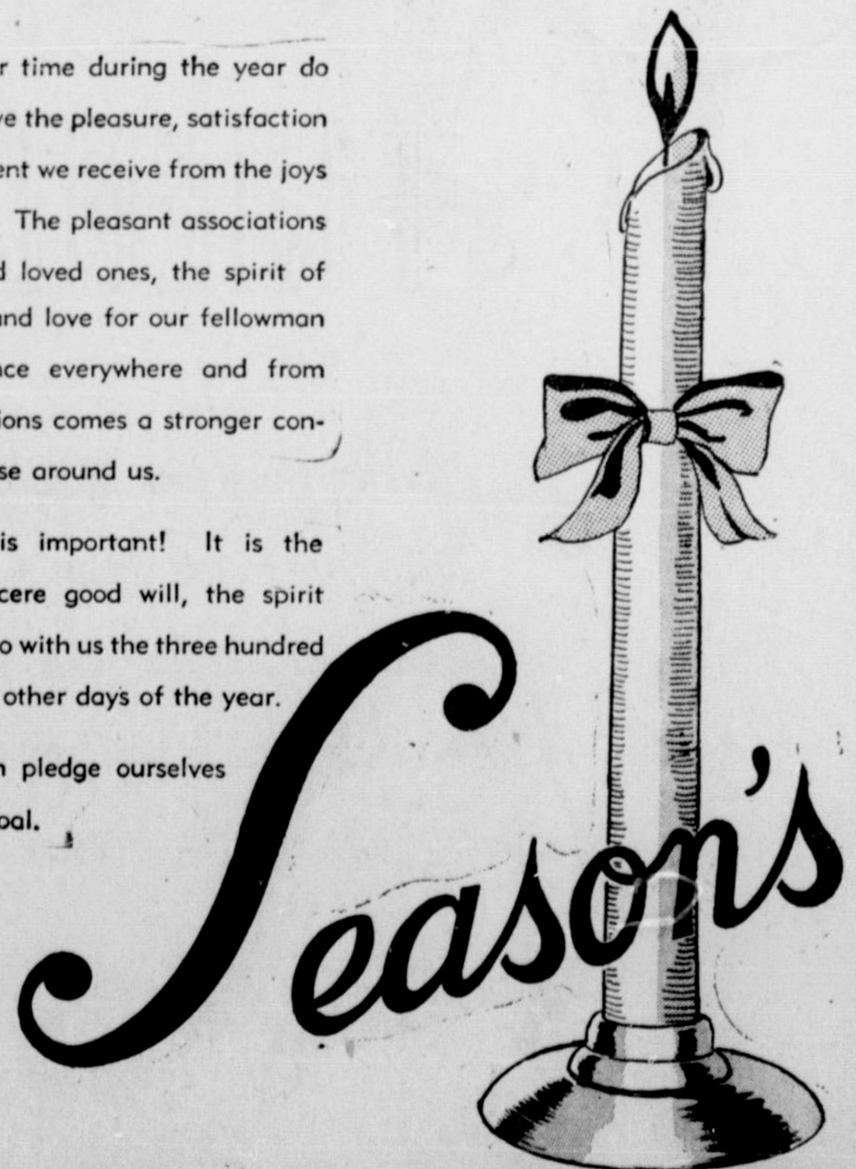 r time during the year do
ve the pleasure, satisfaction
ent we receive from the joys
The pleasant associations
d loved ones, the spirit of
and love for our fellowman
ace everywhere and from
ions comes a stronger con-
se around us.
is important! It is the
cere good will, the spirit
o with us the three hundred
other days of the year.
n pledge ourselves
oal.
Season's